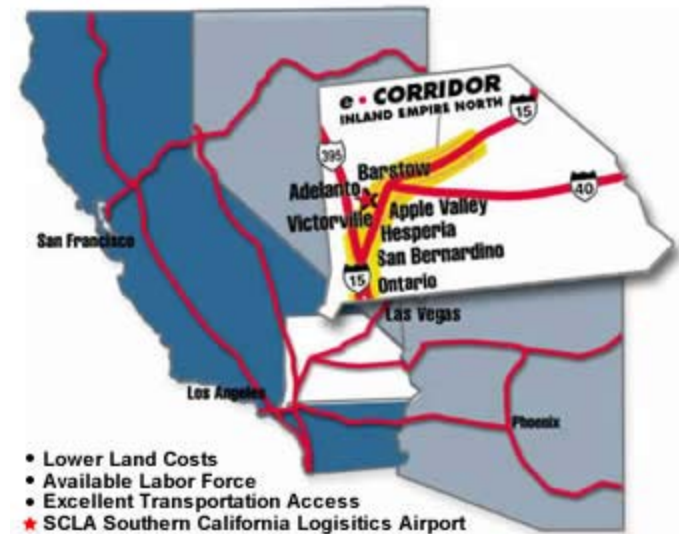 e • CORRIDOR
INLAND EMPIRE NORTH
15
395
Barstow
40
Adelanto
Victorville
Apple Valley
Hesperia
San Bernardino
15
Ontario
San Francisco
Las Vegas
Los Angeles
Phoenix
• Lower Land Costs
• Available Labor Force
• Excellent Transportation Access
★ SCLA Southern California Logisitics Airport